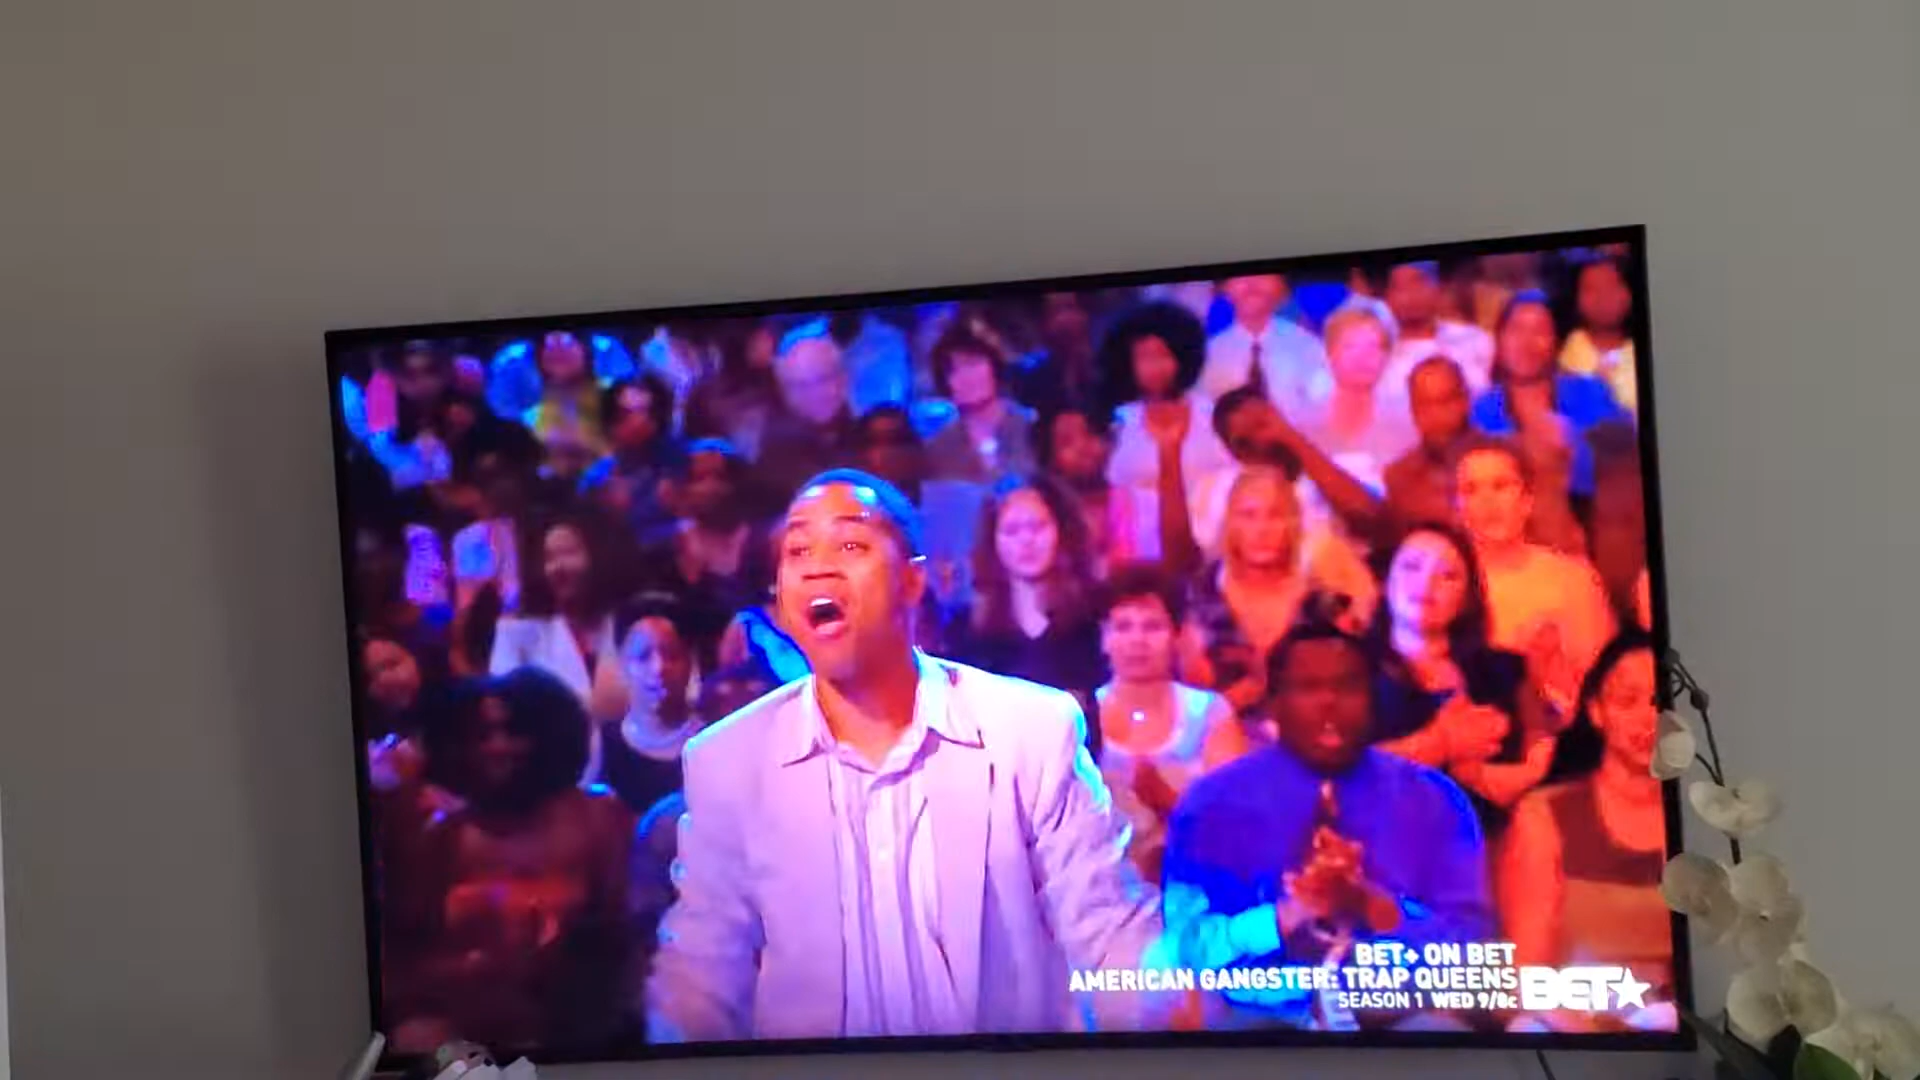 BET+ ON BET
AMERICAN GANGSTER: TRAP QUEENS
SEASON 1 WED 9/8c
BET